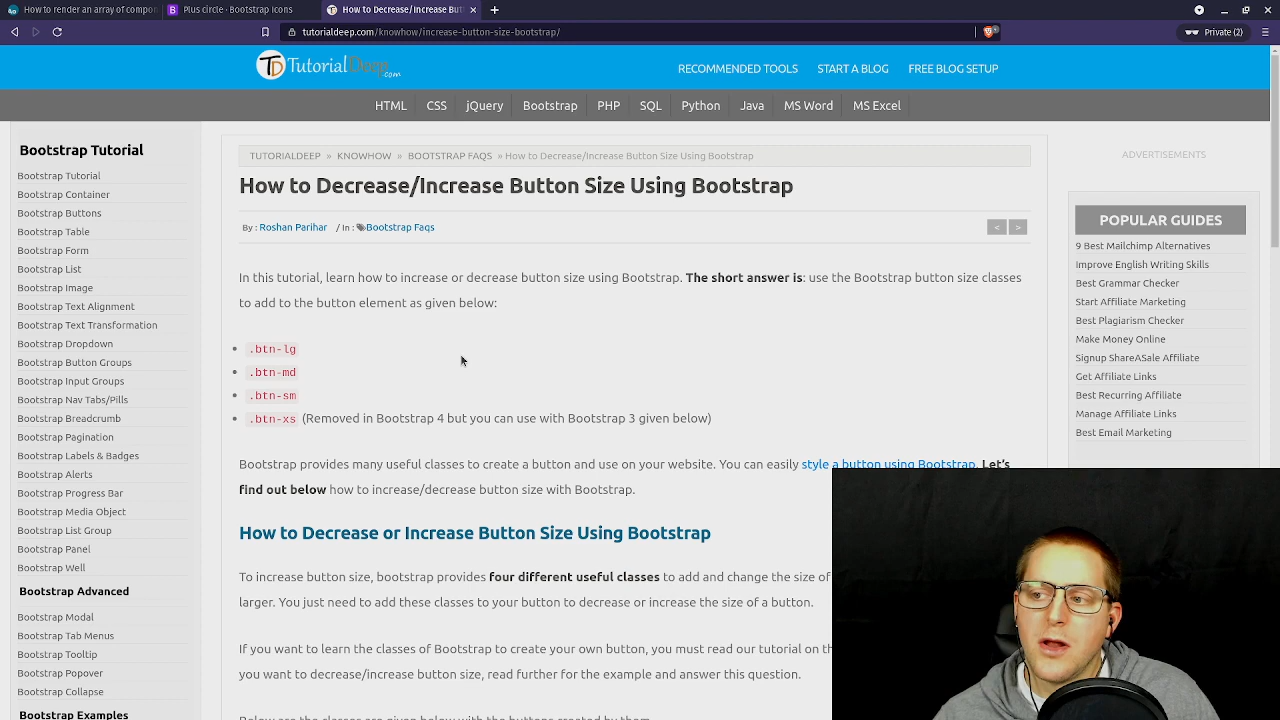 How to render an array of compon
Plus circle · Bootstrap Icons
How to Decrease/Increase But
tutorialdeep.com/knowhow/increase-button-size-bootstrap/
Private (2)
TutorialDeep.com
RECOMMENDED TOOLS
START A BLOG
FREE BLOG SETUP
HTML
CSS
jQuery
Bootstrap
PHP
SQL
Python
Java
MS Word
MS Excel
Bootstrap Tutorial
Bootstrap Tutorial
Bootstrap Container
Bootstrap Buttons
Bootstrap Table
Bootstrap Form
Bootstrap List
Bootstrap Image
Bootstrap Text Alignment
Bootstrap Text Transformation
Bootstrap Dropdown
Bootstrap Button Groups
Bootstrap Input Groups
Bootstrap Nav Tabs/Pills
Bootstrap Breadcrumb
Bootstrap Pagination
Bootstrap Labels & Badges
Bootstrap Alerts
Bootstrap Progress Bar
Bootstrap Media Object
Bootstrap List Group
Bootstrap Panel
Bootstrap Well
Bootstrap Advanced
Bootstrap Modal
Bootstrap Tab Menus
Bootstrap Tooltip
Bootstrap Popover
Bootstrap Collapse
Bootstrap Examples
TUTORIALDEEP » KNOWHOW » BOOTSTRAP FAQS » How to Decrease/Increase Button Size Using Bootstrap
How to Decrease/Increase Button Size Using Bootstrap
By : Roshan Parihar / In : Bootstrap Faqs
< >
In this tutorial, learn how to increase or decrease button size using Bootstrap. The short answer is: use the Bootstrap button size classes
to add to the button element as given below:
• .btn-lg
• .btn-md
• .btn-sm
• .btn-xs (Removed in Bootstrap 4 but you can use with Bootstrap 3 given below)
Bootstrap provides many useful classes to create a button and use on your website. You can easily style a button using Bootstrap. Let's
find out below how to increase/decrease button size with Bootstrap.
How to Decrease or Increase Button Size Using Bootstrap
To increase button size, bootstrap provides four different useful classes to add and change the size of
larger. You just need to add these classes to your button to decrease or increase the size of a button.
If you want to learn the classes of Bootstrap to create your own button, you must read our tutorial on th
you want to decrease/increase button size, read further for the example and answer this question.
Below are the classes are given below with the buttons created by them
ADVERTISEMENTS
POPULAR GUIDES
9 Best Mailchimp Alternatives
Improve English Writing Skills
Best Grammar Checker
Start Affiliate Marketing
Best Plagiarism Checker
Make Money Online
Signup ShareASale Affiliate
Get Affiliate Links
Best Recurring Affiliate
Manage Affiliate Links
Best Email Marketing